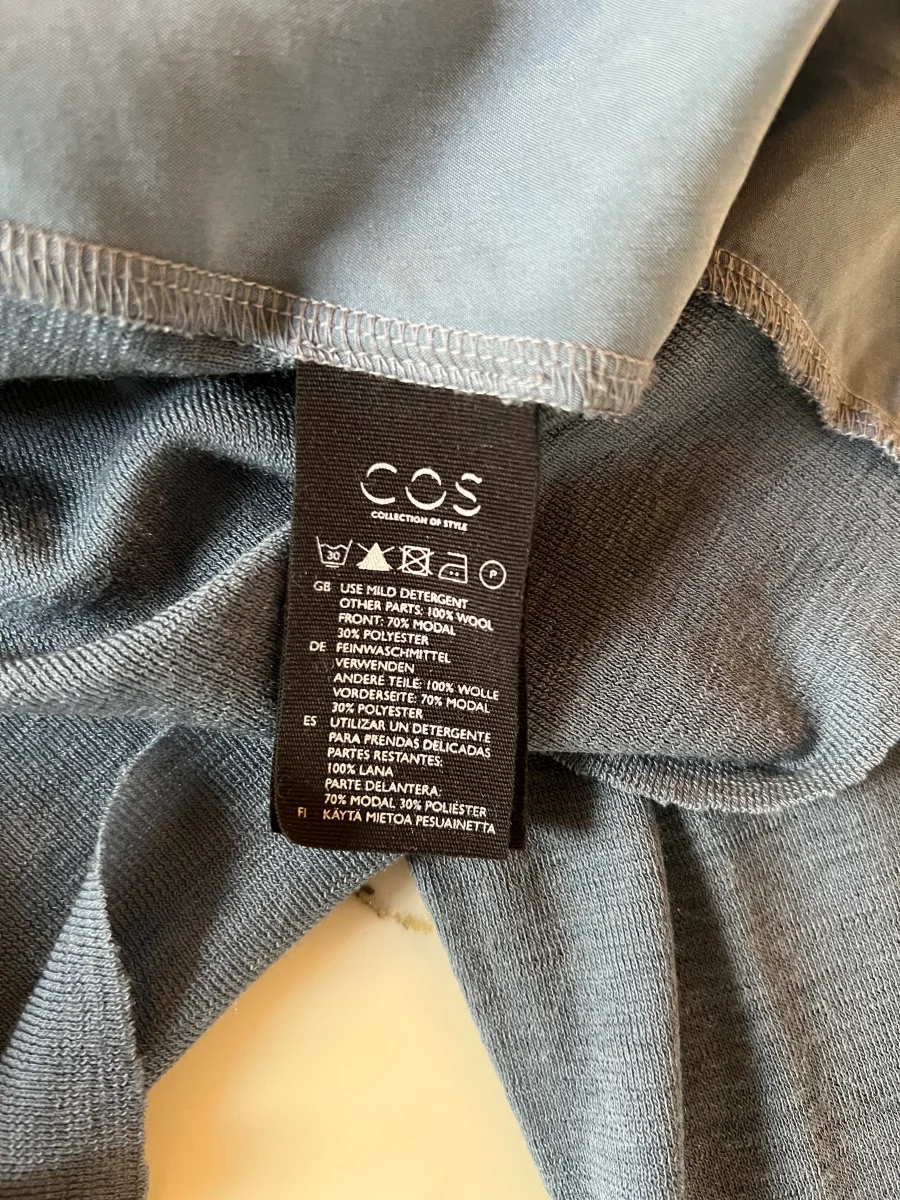 COS
COLLECTION OF STYLE
30 P
GB USE MILD DETERGENT
OTHER PARTS: 100% WOOL
FRONT: 70% MODAL
30% POLYESTER
DE FEINWASCHMITTEL
VERWENDEN
ANDERE TEILE: 100% WOLLE
VORDERSEITE: 70% MODAL
30% POLYESTER
ES UTILIZAR UN DETERGENTE
PARA PRENDAS DELICADAS
PARTES RESTANTES:
100% LANA
PARTE DELANTERA:
70% MODAL 30% POLIÉSTER
FI KÄYTÄ MIETOA PESUAINETTA